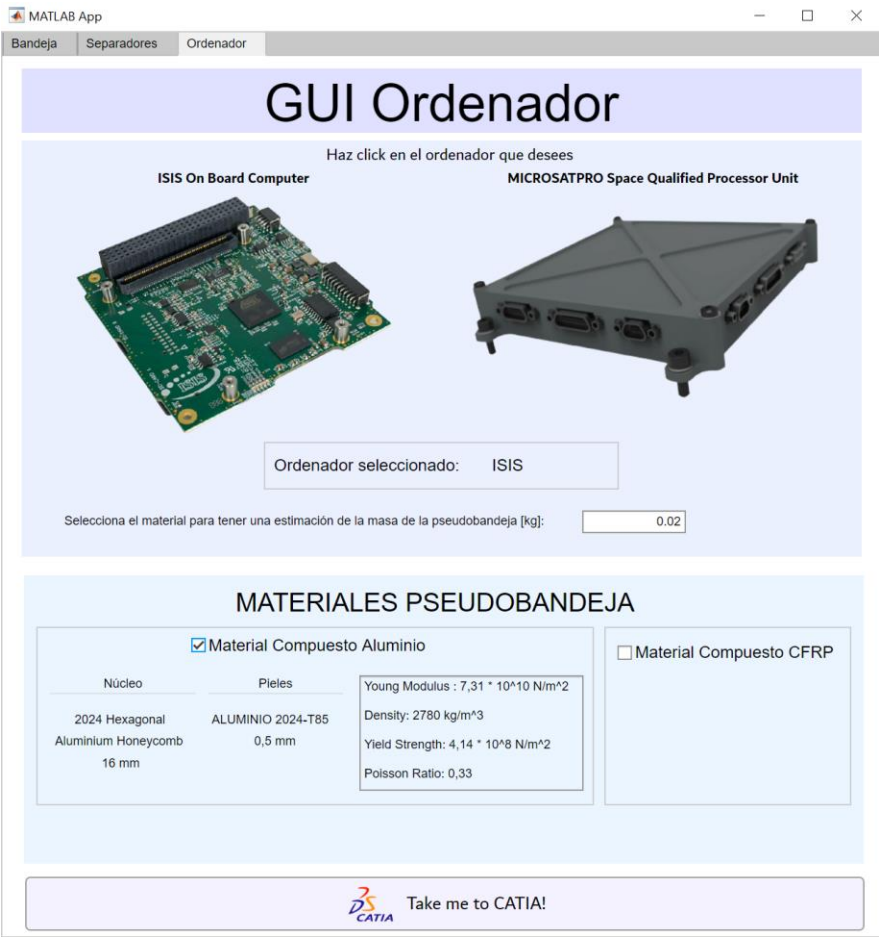 MATLAB App
Bandeja
Separadores
Ordenador
GUI Ordenador
Haz click en el ordenador que desees
ISIS On Board Computer
MICROSATPRO Space Qualified Processor Unit
ISIS
Ordenador seleccionado: ISIS
Selecciona el material para tener una estimación de la masa de la pseudobandeja [kg]: 0.02
MATERIALES PSEUDOBANDEJA
Material Compuesto Aluminio
Núcleo
2024 Hexagonal
Aluminium Honeycomb
16 mm
Pieles
ALUMINIO 2024-T85
0,5 mm
Young Modulus : 7,31 * 10^10 N/m^2
Density: 2780 kg/m^3
Yield Strength: 4,14 * 10^8 N/m^2
Poisson Ratio: 0,33
Material Compuesto CFRP
DS CATIA
Take me to CATIA!